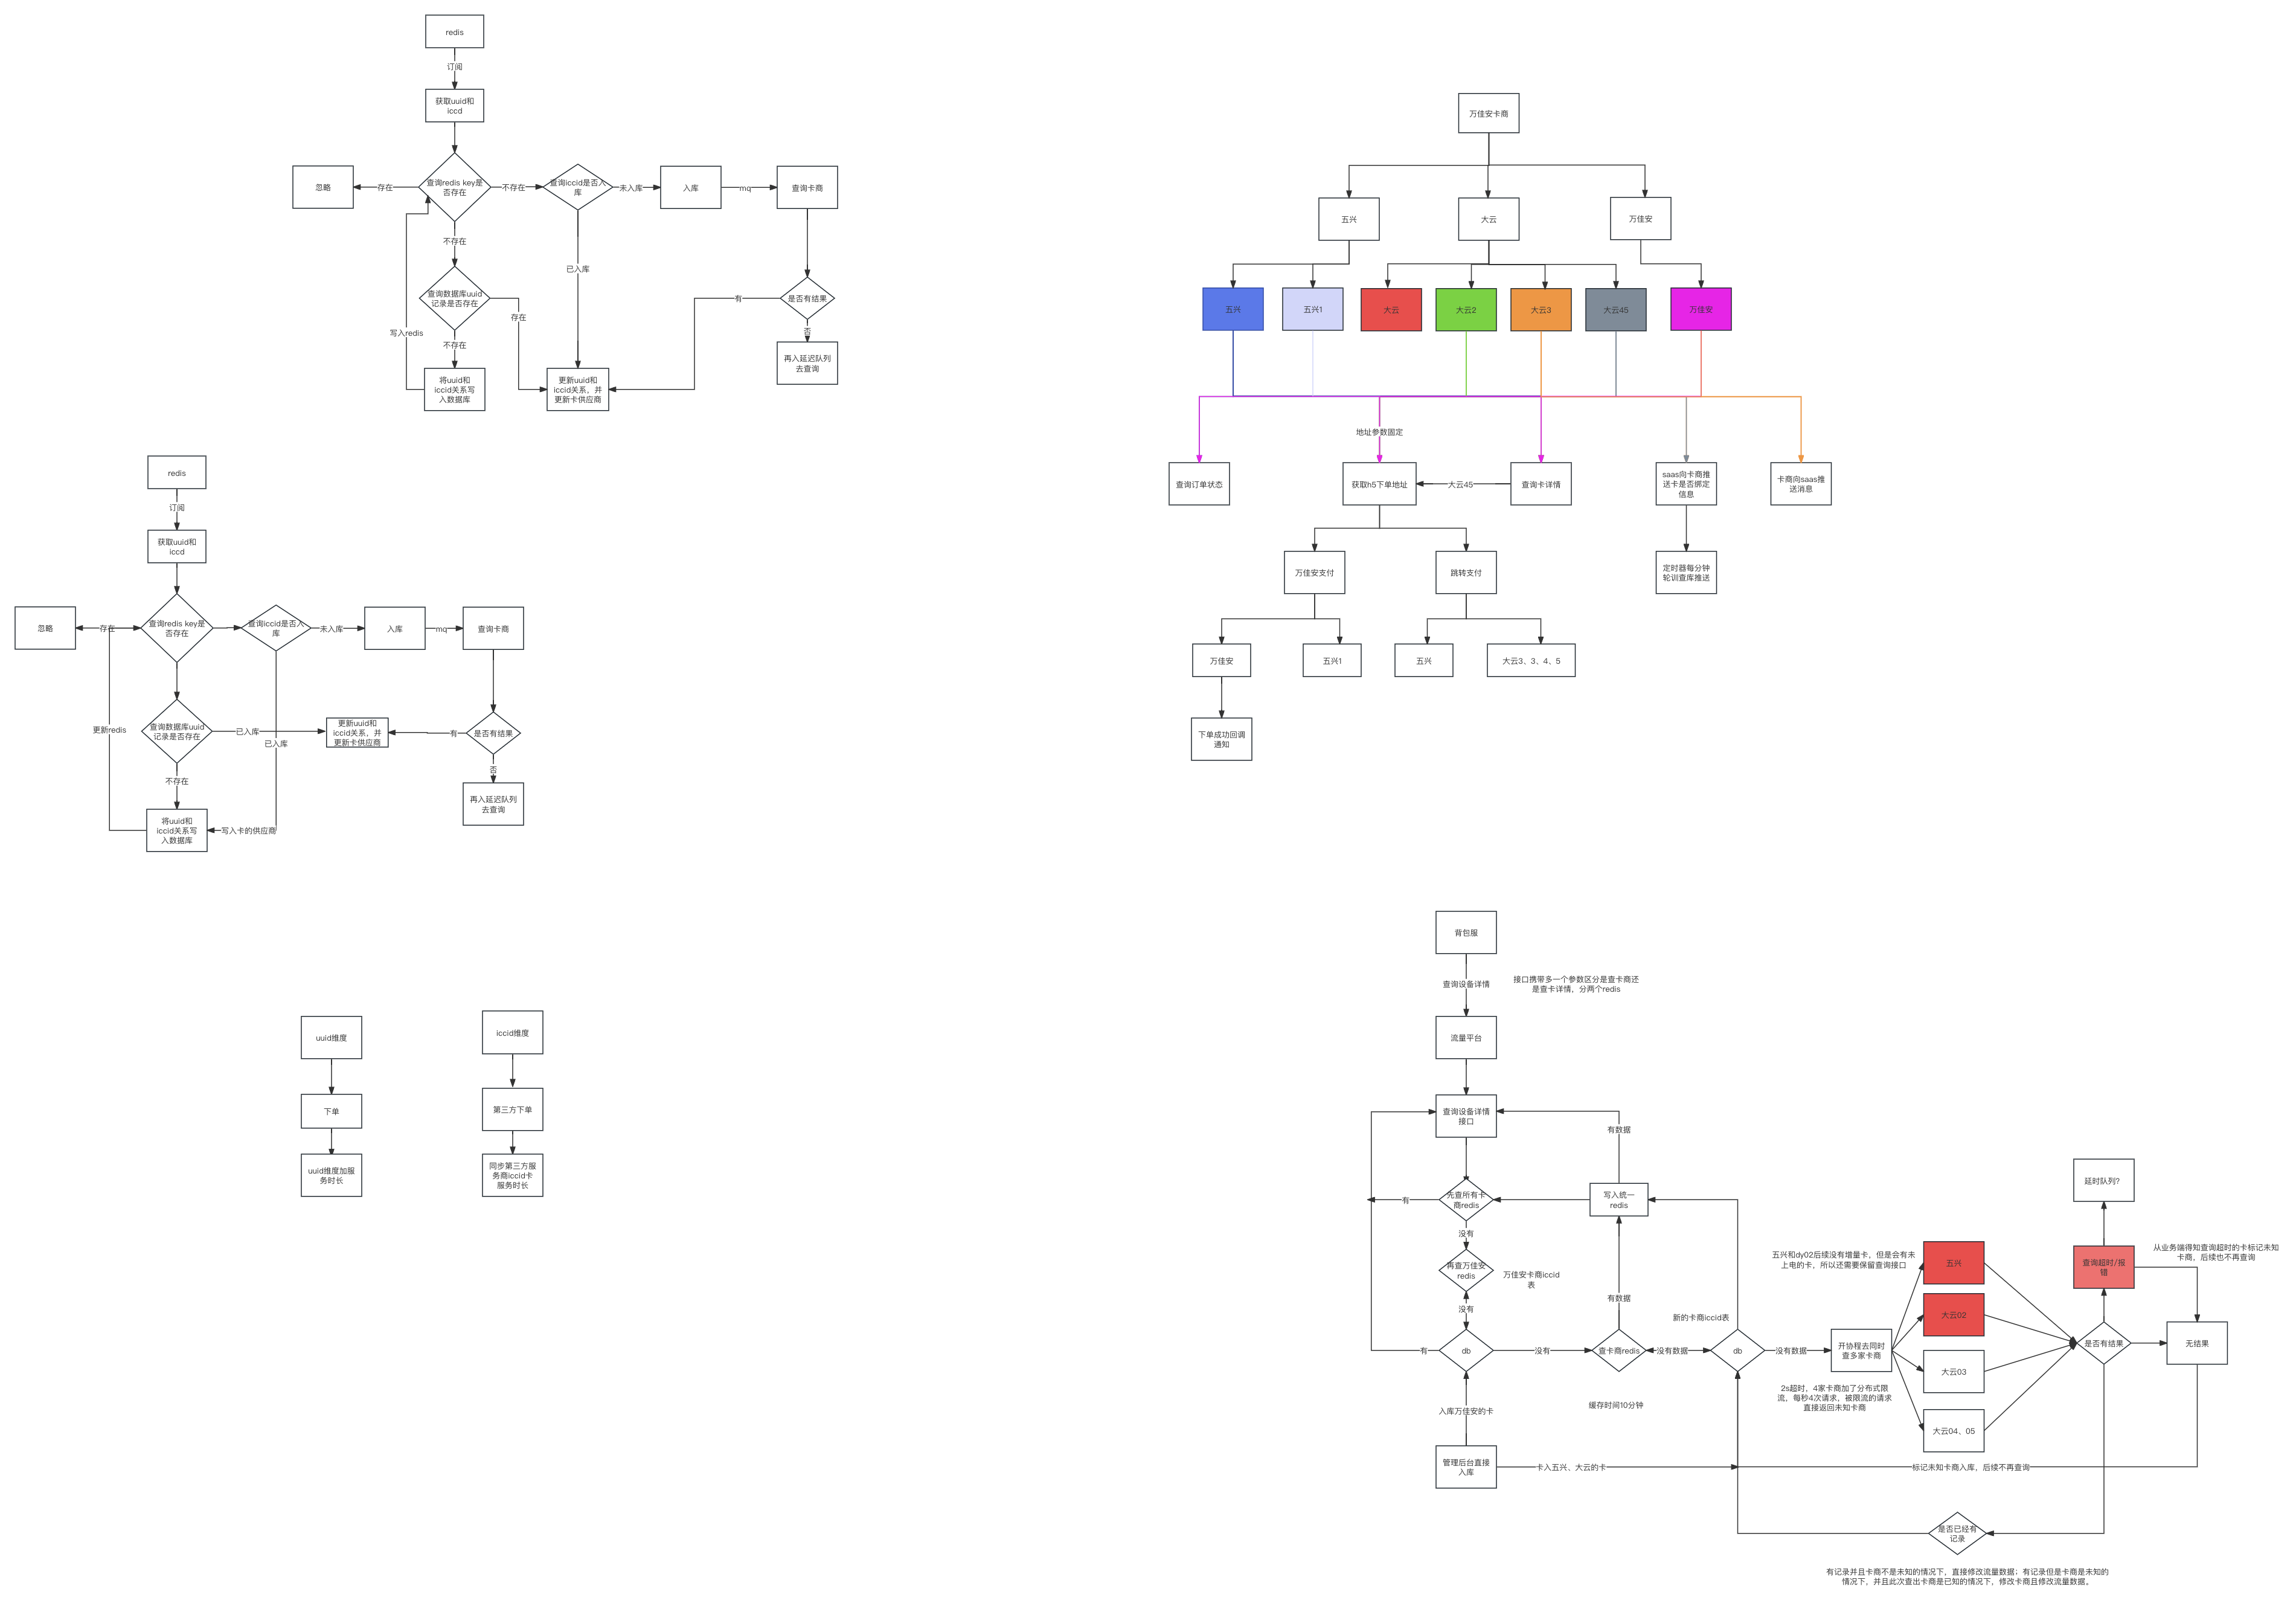 redis
订阅
获取uuid和
iccd
忽略
存在
查询redis key是
否存在
不存在
查询iccid是否入
库
未入库
入库
mq
查询卡商
不存在
已入库
查询数据库uuid
记录是否存在
存在
有
是否有结果
写入redis
不存在
否
将uuid和
iccid关系写
入数据库
更新uuid和
iccid关系，并
更新卡供应商
再入延迟队列
去查询
redis
订阅
获取uuid和
iccd
忽略
存在
查询redis key是
否存在
查询iccid是否入
库
未入库
入库
mq
查询卡商
更新redis
查询数据库uuid
记录是否存在
已入库
已入库
更新uuid和
iccid关系，并
更新卡供应商
有
是否有结果
不存在
否
再入延迟队列
去查询
将uuid和
iccid关系写
入数据库
写入卡的供应商
uuid维度
下单
uuid维度加服
务时长
iccid维度
第三方下单
同步第三方服
务商iccid卡
服务时长
万佳安卡商
五兴
大云
万佳安
五兴
五兴1
大云
大云2
大云3
大云45
万佳安
地址参数固定
查询订单状态
获取h5下单地址
大云45
查询卡详情
saas向卡商推
送卡是否绑定
信息
卡商向saas推
送消息
万佳安支付
跳转支付
定时器每分钟
轮训查库推送
万佳安
五兴1
五兴
大云3、3、4、5
下单成功回调
通知
背包服
查询设备详情
接口携带多一个参数区分是查卡商还
是查卡详情，分两个redis
流量平台
查询设备详情
接口
有数据
有
先查所有卡
商redis
写入统一
redis
没有
再查万佳安
redis
万佳安卡商iccid
表
没有
有数据
新的卡商iccid表
有
db
没有
查卡商redis
没有数据
db
没有数据
开协程去同时
查多家卡商
五兴和dy02后续没有增量卡，但是会有未
上电的卡，所以还需要保留查询接口
2s超时，4家卡商加了分布式限
流，每秒4次请求，被限流的请求
直接返回未知卡商
缓存时间10分钟
五兴
大云02
大云03
大云04、05
延时队列?
查询超时/报
错
从业务端得知查询超时的卡标记未知
卡商，后续也不再查询
是否有结果
无结果
入库万佳安的卡
管理后台直接
入库
卡入五兴、大云的卡
标记未知卡商入库，后续不再查询
是否已经有
记录
有记录并且卡商不是未知的情况下，直接修改流量数据；有记录但是卡商是未知的
情况下，并且此次查出卡商是已知的情况下，修改卡商且修改流量数据。